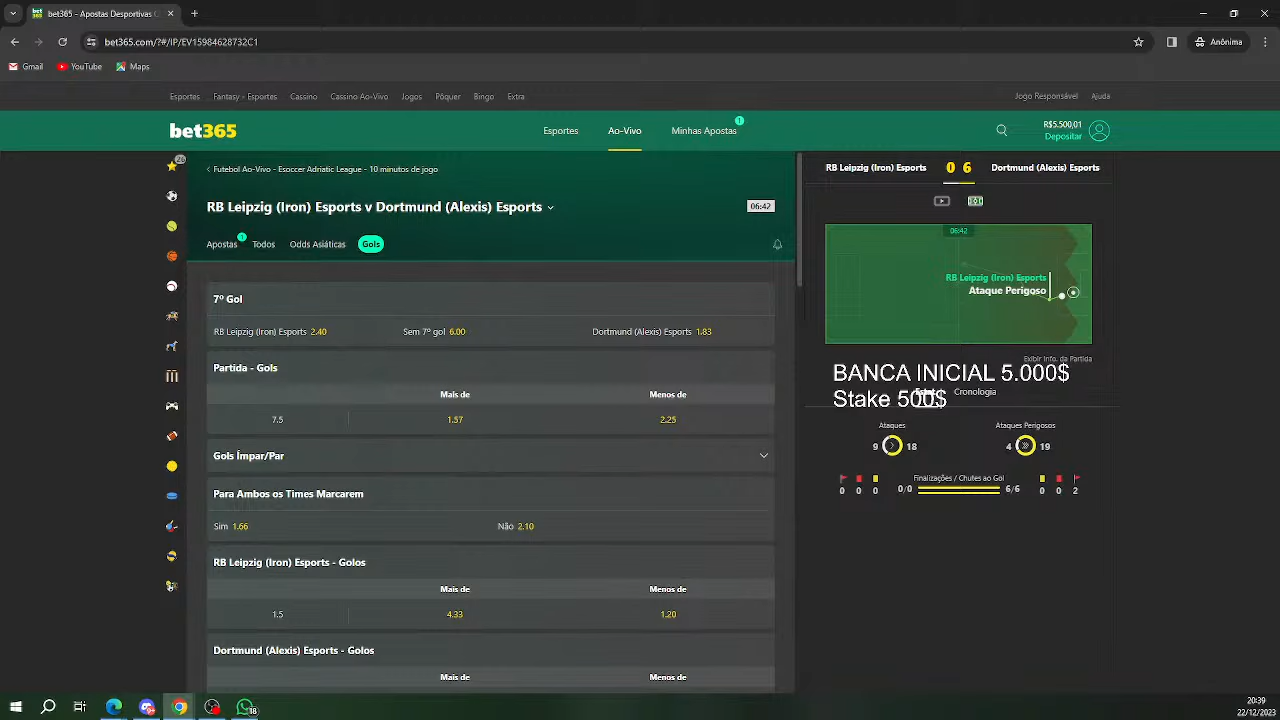 bet365 - Apostas Desportivas O
bet365.com/?#/IP/EV15984628732C1
Anônima
Gmail YouTube Maps
Esportes Fantasy - Esportes Cassino Cassino Ao-Vivo Jogos Pôquer Bingo Extra Jogo Responsável Ajuda
bet365 Esportes Ao-Vivo Minhas Apostas 1 R$5.500,01
Depositar
26
Futebol Ao-Vivo - Esoccer Adriatic League - 10 minutos de jogo
RB Leipzig (Iron) Esports v Dortmund (Alexis) Esports 06:42
Apostas 1 Todos Odds Asiáticas Gols
7º Gol
RB Leipzig (Iron) Esports 2.40 Sem 7º gol 6.00 Dortmund (Alexis) Esports 1.83
Partida - Gols
Mais de Menos de
7.5 1.57 2.25
Gols Ímpar/Par
Para Ambos os Times Marcarem
Sim 1.66 Não 2.10
RB Leipzig (Iron) Esports - Golos
Mais de Menos de
1.5 4.33 1.20
Dortmund (Alexis) Esports - Golos
Mais de Menos de
RB Leipzig (Iron) Esports 0 6 Dortmund (Alexis) Esports
06:42
RB Leipzig (Iron) Esports
Ataque Perigoso
Exibir Info. da Partida
BANCA INICIAL 5.000$
Stake 500$
Cronologia
Ataques Ataques Perigosos
9 18 4 19
Finalizações / Chutes ao Gol
0 0 0 0/0 6/6 0 0 2
18
20:39
22/12/2023